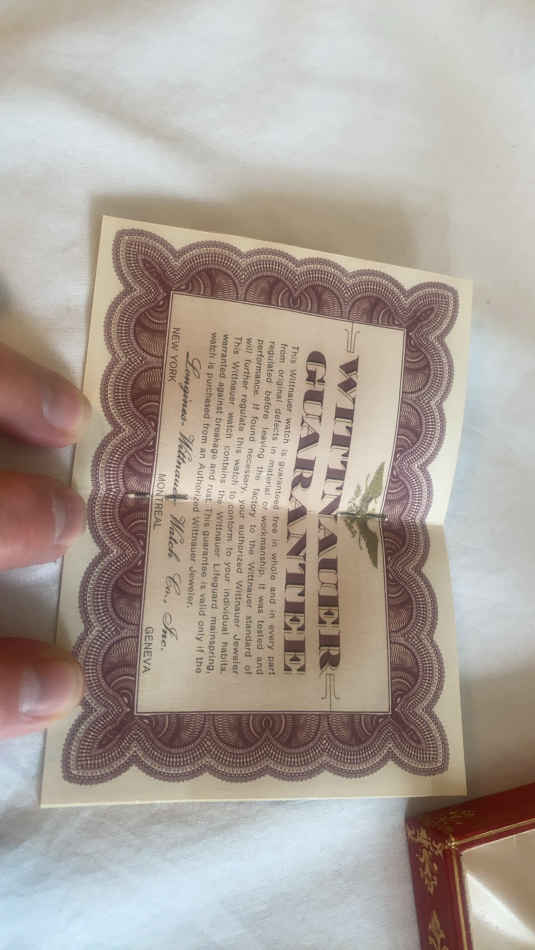 WITTNAUER
GUARANTEE
This Wittnauer watch is guaranteed free in whole and in every part
from original defects in material or workmanship. It was tested and
regulated before leaving the factory to the Wittnauer standard of
performance. If found necessary, your authorized Wittnauer Jeweler
will further regulate this watch to conform to your individual habits.
This Wittnauer watch contains the Wittnauer Lifeguard mainspring,
warranted against breakage and rust. This guarantee is valid only if the
watch is purchased from an Authorized Wittnauer Jeweler.
Longines-Wittnauer Watch Co., Inc.
NEW YORK MONTREAL GENEVA